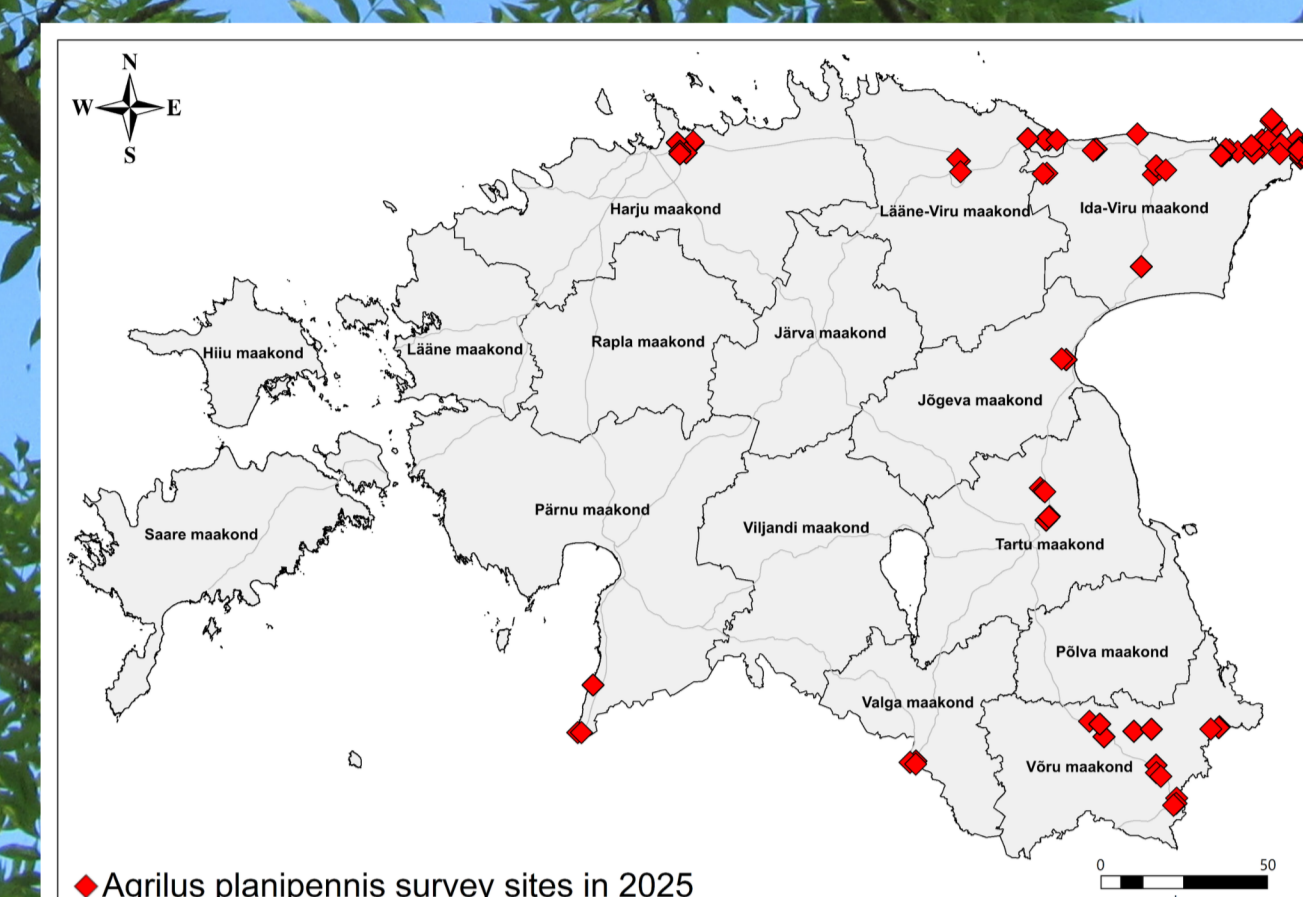 N
W E
S
Harju maakond
Lääne-Viru maakond
Ida-Viru maakond
Hiiu maakond
Lääne maakond
Rapla maakond
Järva maakond
Jõgeva maakond
Saare maakond
Pärnu maakond
Viljandi maakond
Tartu maakond
Põlva maakond
Valga maakond
Võru maakond
0 50
Agrilus planipennis survey sites in 2025